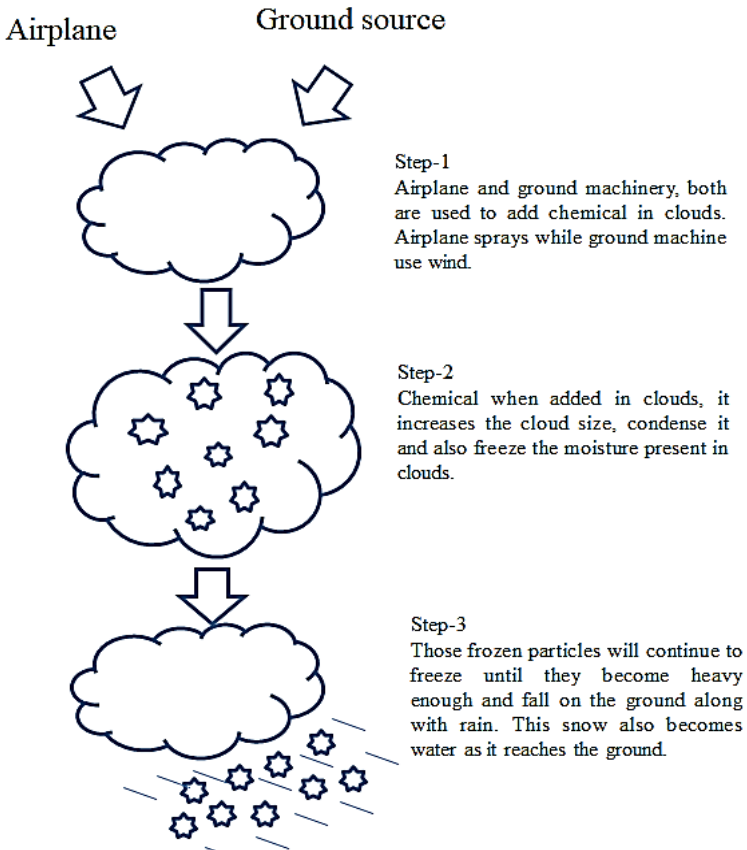 Airplane
Ground source
Step-1
Airplane and ground machinery, both
are used to add chemical in clouds.
Airplane sprays while ground machine
use wind.
Step-2
Chemical when added in clouds, it
increases the cloud size, condense it
and also freeze the moisture present in
clouds.
Step-3
Those frozen particles will continue to
freeze until they become heavy
enough and fall on the ground along
with rain. This snow also becomes
water as it reaches the ground.